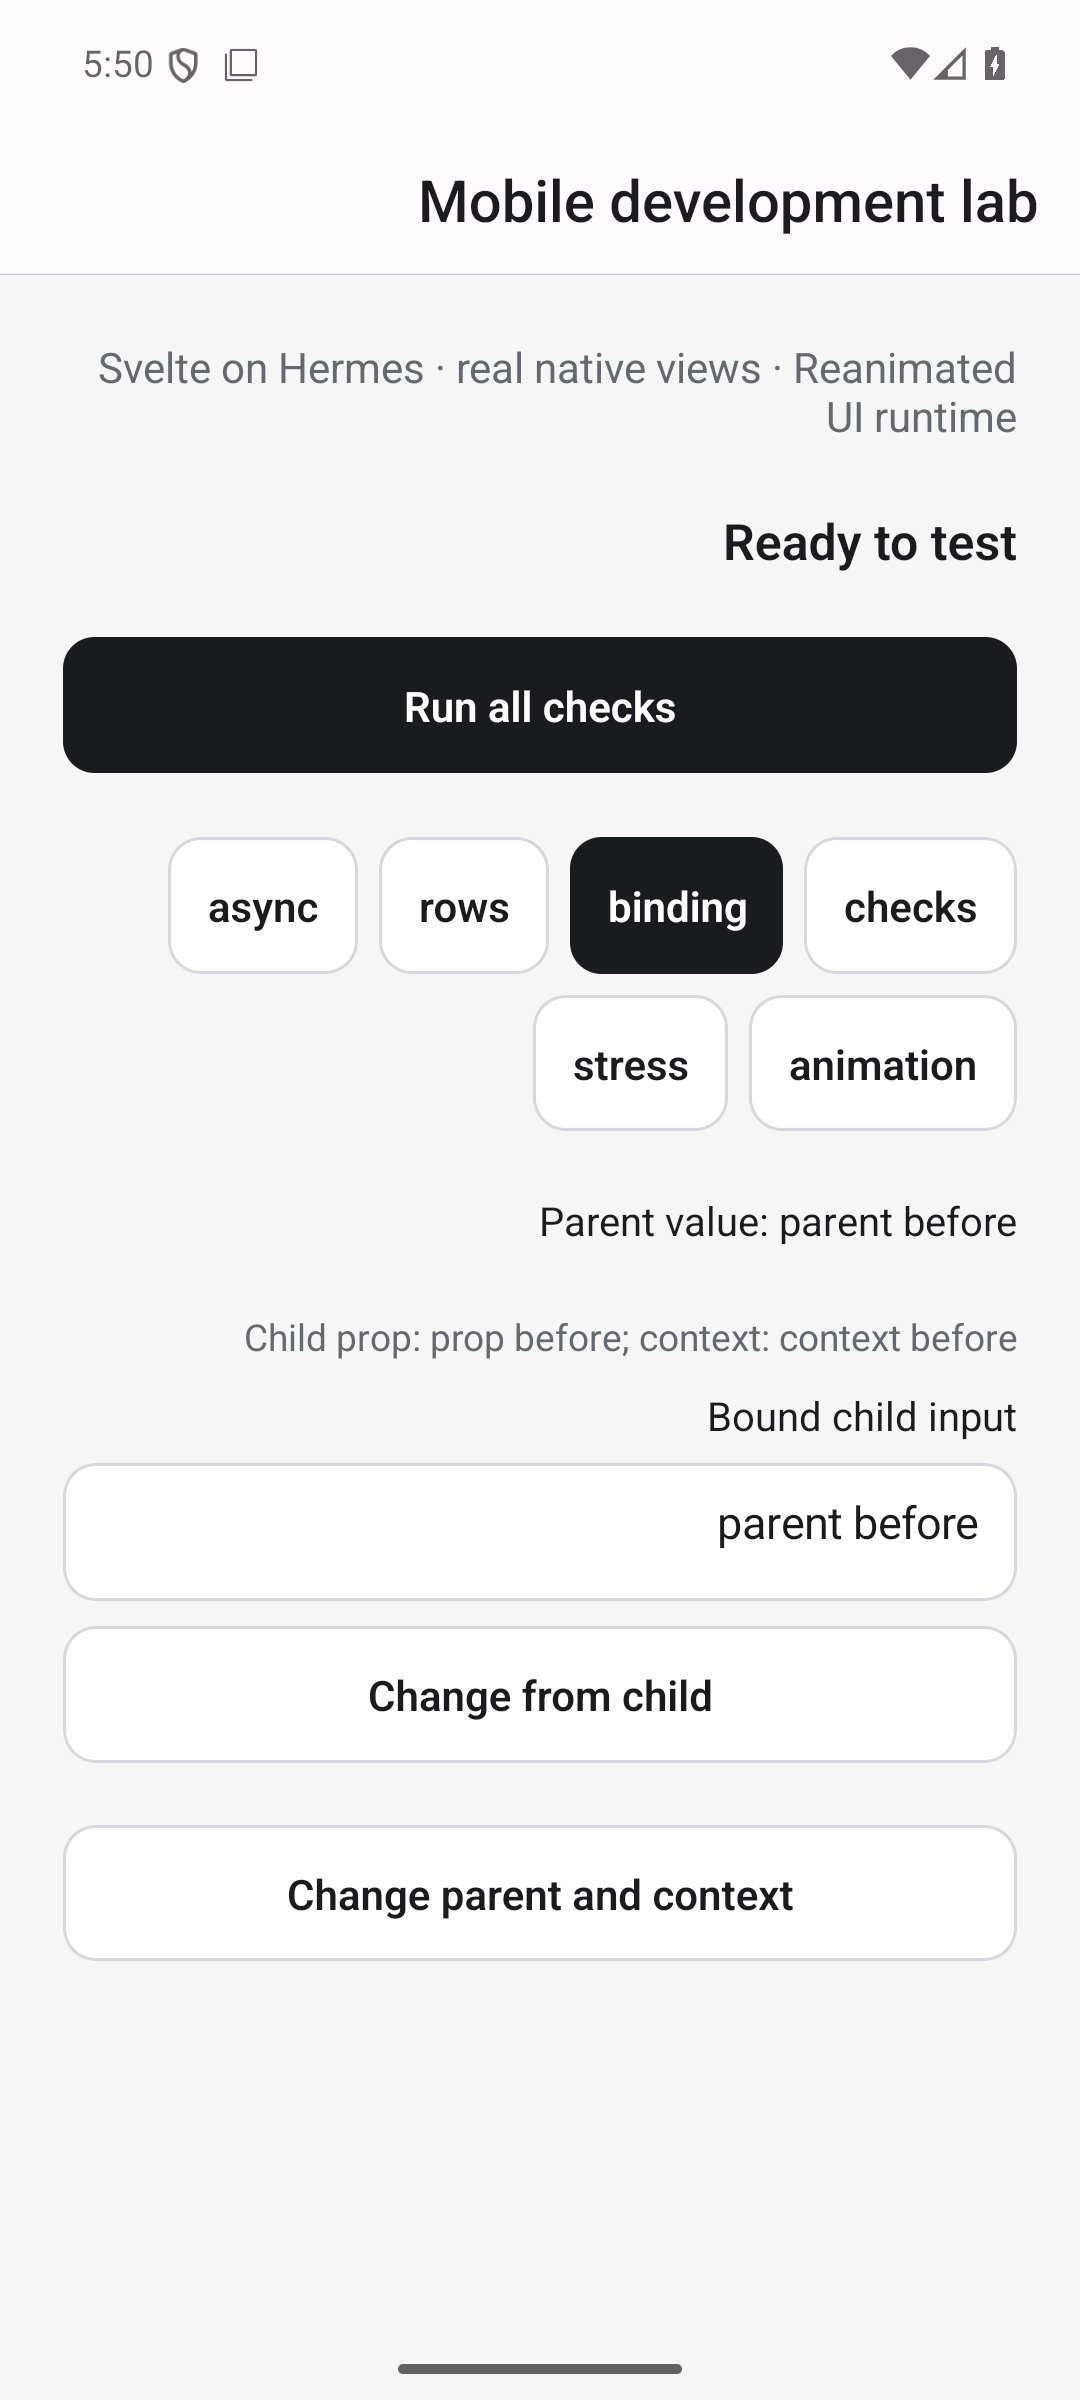 5:50
Mobile development lab
Svelte on Hermes · real native views · Reanimated
UI runtime
Ready to test
Run all checks
async rows binding checks
stress animation
Parent value: parent before
Child prop: prop before; context: context before
Bound child input
parent before
Change from child
Change parent and context